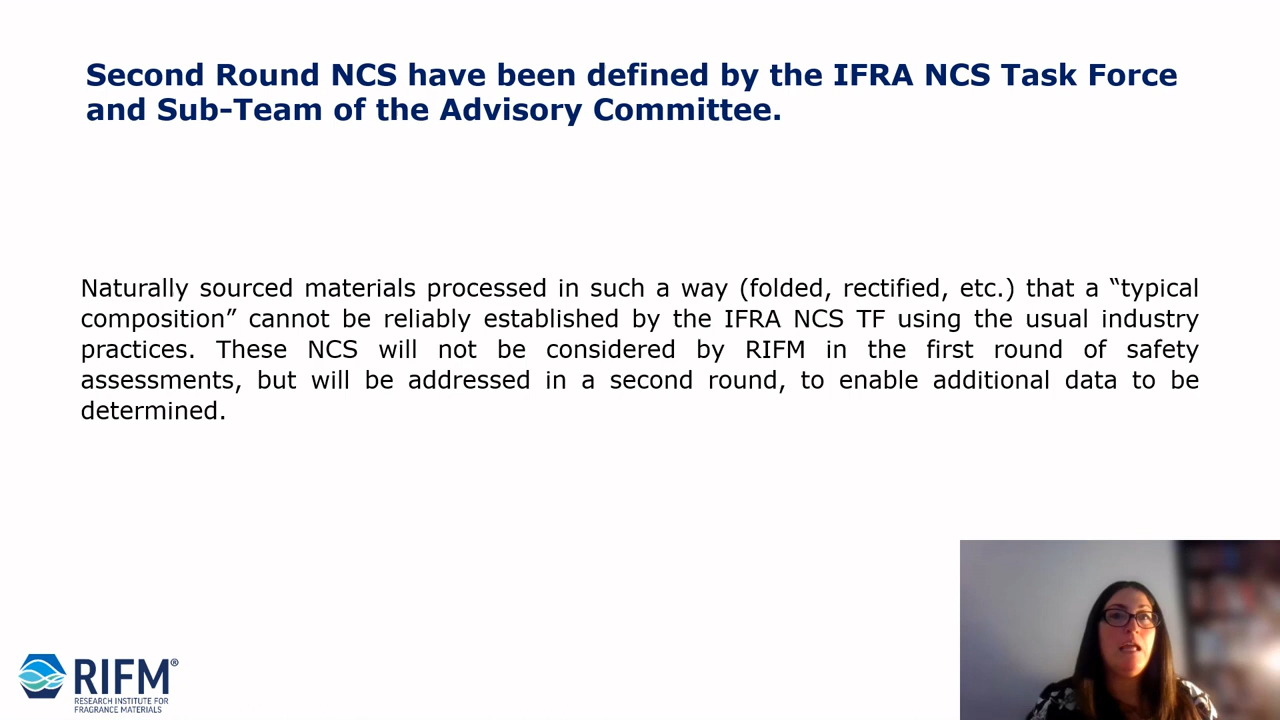 Second Round NCS have been defined by the IFRA NCS Task Force
and Sub-Team of the Advisory Committee.
Naturally sourced materials processed in such a way (folded, rectified, etc.) that a “typical
composition” cannot be reliably established by the IFRA NCS TF using the usual industry
practices. These NCS will not be considered by RIFM in the first round of safety
assessments, but will be addressed in a second round, to enable additional data to be
determined.
RIFM®
RESEARCH INSTITUTE FOR
FRAGRANCE MATERIALS